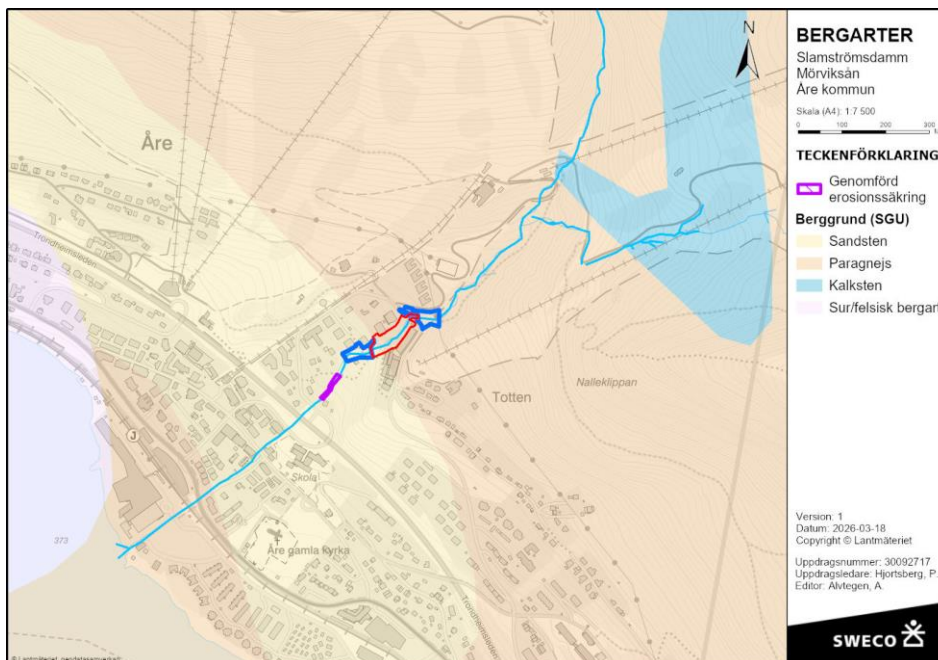 BERGARTER
Slamströmsdamm
Mörviksån
Åre kommun
Skala (A4): 1:7 500
0 100 200 300
TECKENFÖRKLARING
Genomförd
erosionssäkring
Berggrund (SGU)
Sandsten
Paragnejs
Kalksten
Sur/felsisk bergart
Version: 1
Datum: 2026-03-18
Copyright © Lantmäteriet
Uppdragsnummer: 30092717
Uppdragsledare: Hjortsberg, P.
Editor: Alvtegen, A.
SWECO
N
Åre
Trondheimsleden
Nalleklippan
Totten
J
Skola
373
Åre gamla kyrka
Trondheimsleden